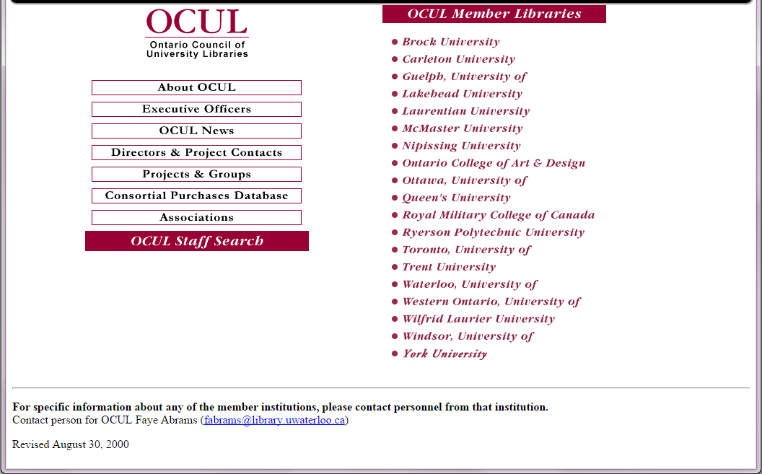 OCUL
Ontario Council of
University Libraries
About OCUL
Executive Officers
OCUL News
Directors & Project Contacts
Projects & Groups
Consortial Purchases Database
Associations
OCUL Staff Search
OCUL Member Libraries
Brock University
Carleton University
Guelph, University of
Lakehead University
Laurentian University
McMaster University
Nipissing University
Ontario College of Art & Design
Ottawa, University of
Queen's University
Royal Military College of Canada
Ryerson Polytechnic University
Toronto, University of
Trent University
Waterloo, University of
Western Ontario, University of
Wilfrid Laurier University
Windsor, University of
York University
For specific information about any of the member institutions, please contact personnel from that institution.
Contact person for OCUL Faye Abrams (fabrams@library.uwaterloo.ca)
Revised August 30, 2000